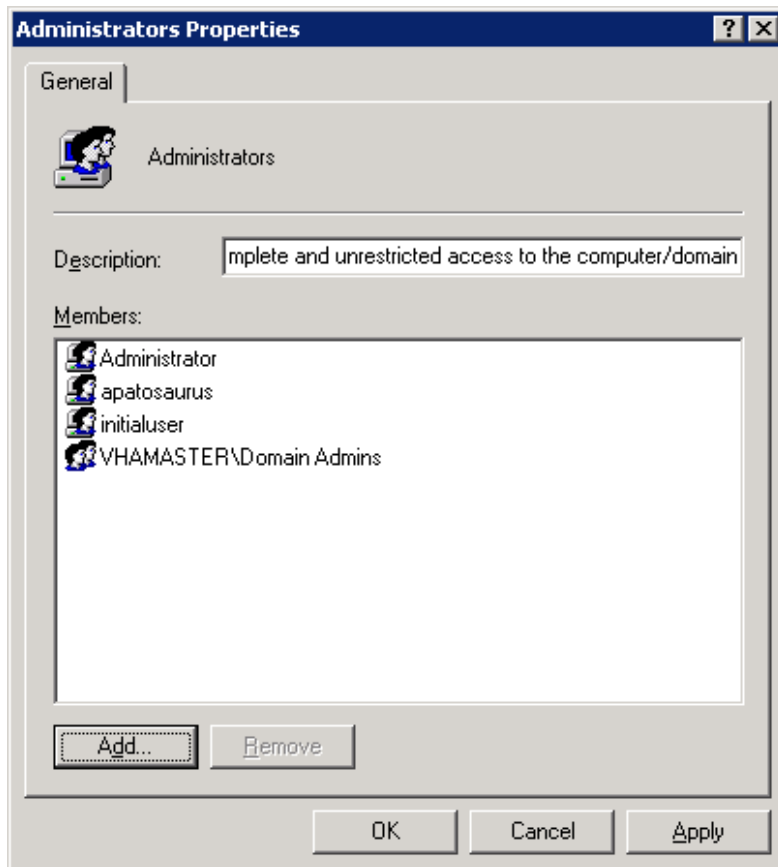 Administrators Properties
General
Administrators
Description: mplete and unrestricted access to the computer/domain
Members:
Administrator
apatosaurus
initialuser
VHAMASTER\Domain Admins
Add... Remove
OK Cancel Apply